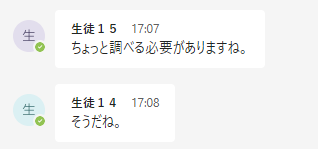 生
生徒１５ 17:07
ちょっと調べる必要がありますね。
生
生徒１４ 17:08
そうだね。